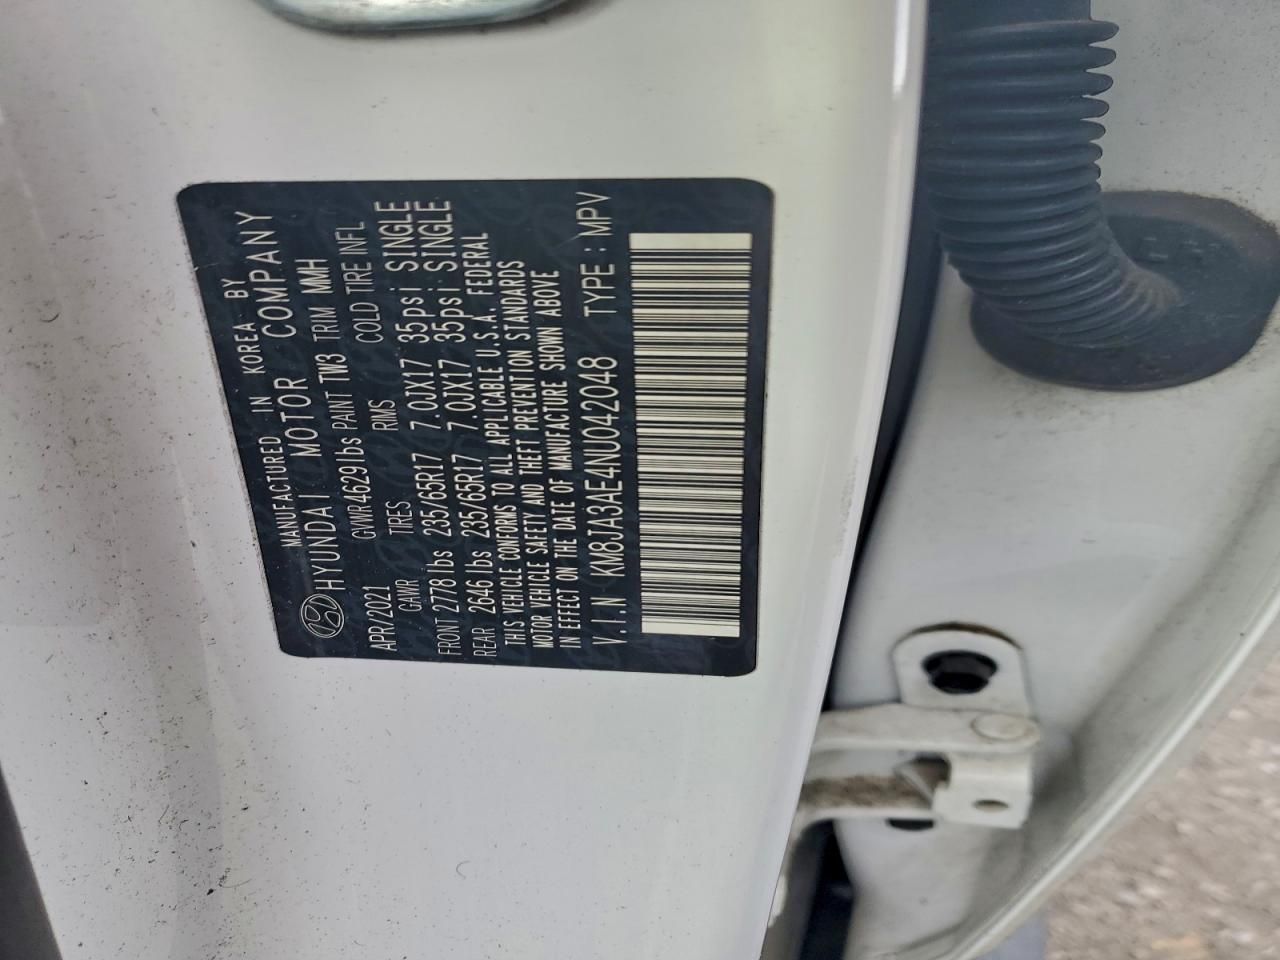 MANUFACTURED IN KOREA BY
HYUNDAI MOTOR COMPANY
GVWR 4629lbs PAINT TW3 TRIM MMH
APR/2021
GAWR TIRES RIMS COLD TIRE INFL
FRONT 2778 lbs 235/65R17 7.0JX17 35psi SINGLE
REAR 2646 lbs 235/65R17 7.0JX17 35psi SINGLE
THIS VEHICLE CONFORMS TO ALL APPLICABLE U.S.A. FEDERAL
MOTOR VEHICLE SAFETY AND THEFT PREVENTION STANDARDS
IN EFFECT ON THE DATE OF MANUFACTURE SHOWN ABOVE
V.I.N KM8JA3AE4NU042048 TYPE : MPV